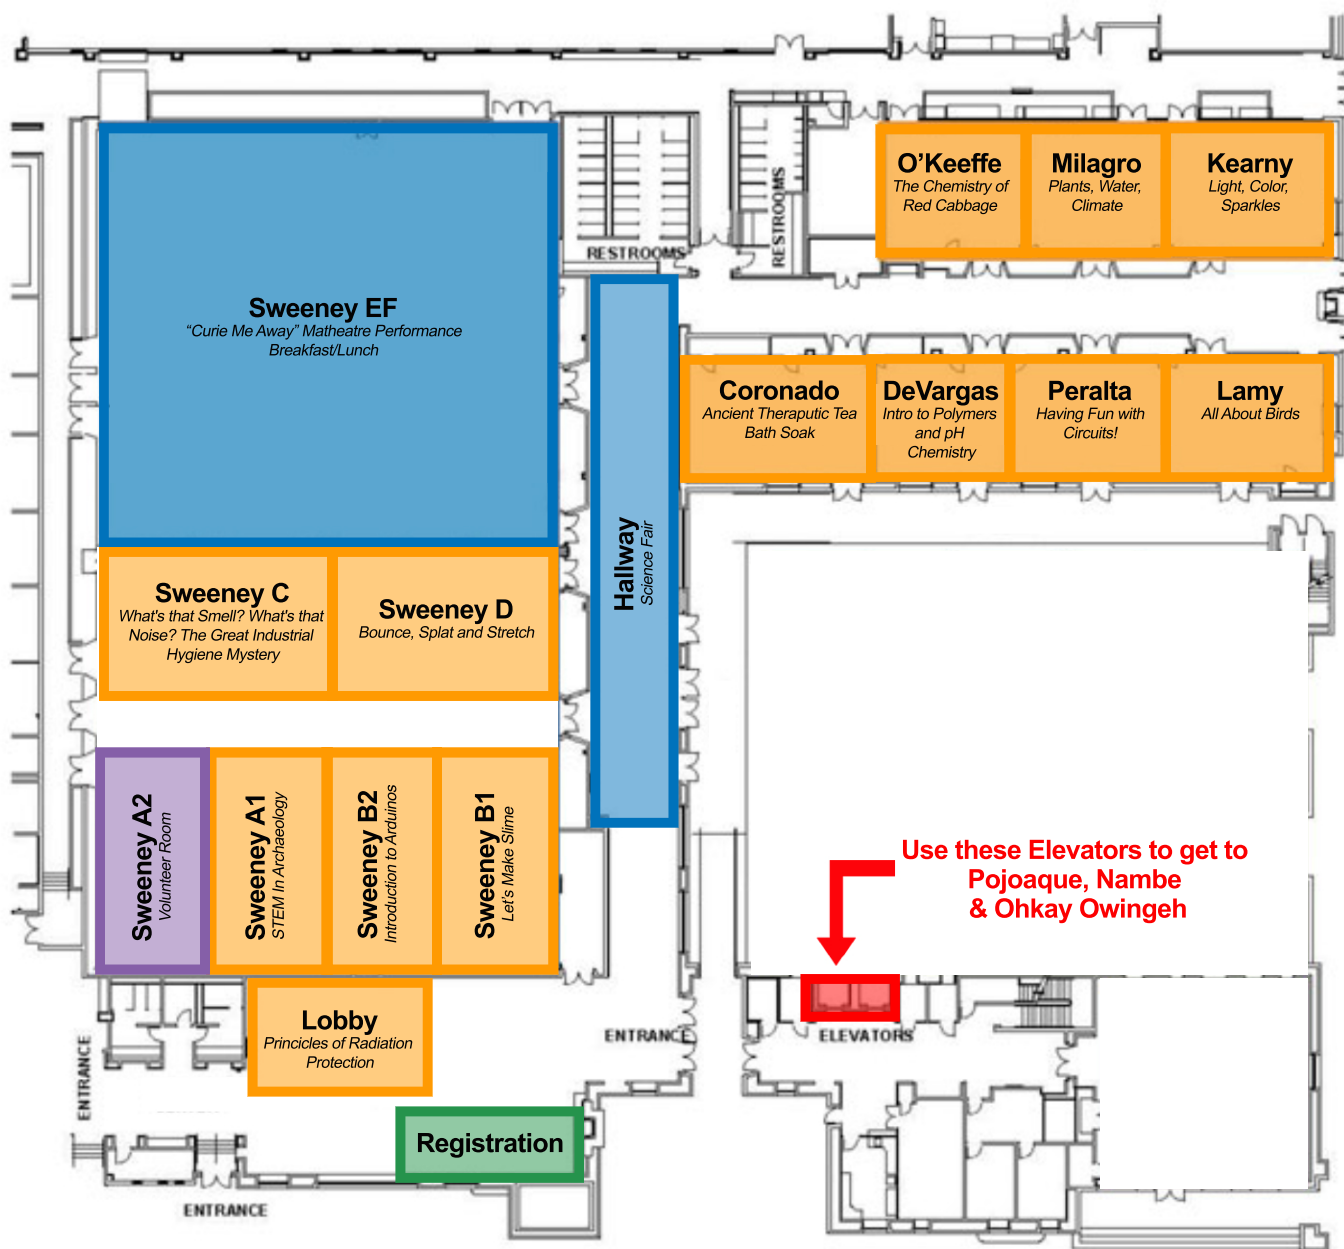 O'Keeffe
The Chemistry of
Red Cabbage
Milagro
Plants, Water,
Climate
Kearny
Light, Color,
Sparkles
RESTROOMS
RESTROOMS
Sweeney EF
“Curie Me Away” Matheatre Performance
Breakfast/Lunch
Hallway
Science Fair
Coronado
Ancient Theraputic Tea
Bath Soak
DeVargas
Intro to Polymers
and pH
Chemistry
Peralta
Having Fun with
Circuits!
Lamy
All About Birds
Sweeney C
What's that Smell? What's that
Noise? The Great Industrial
Hygiene Mystery
Sweeney D
Bounce, Splat and Stretch
Sweeney A2
Volunteer Room
Sweeney A1
STEM In Archaeology
Sweeney B2
Introduction to Arduinos
Sweeney B1
Let's Make Slime
Use these Elevators to get to
Pojoaque, Nambe
& Ohkay Owingeh
Lobby
Princicles of Radiation
Protection
ENTRANCE
ELEVATORS
ENTRANCE
Registration
ENTRANCE